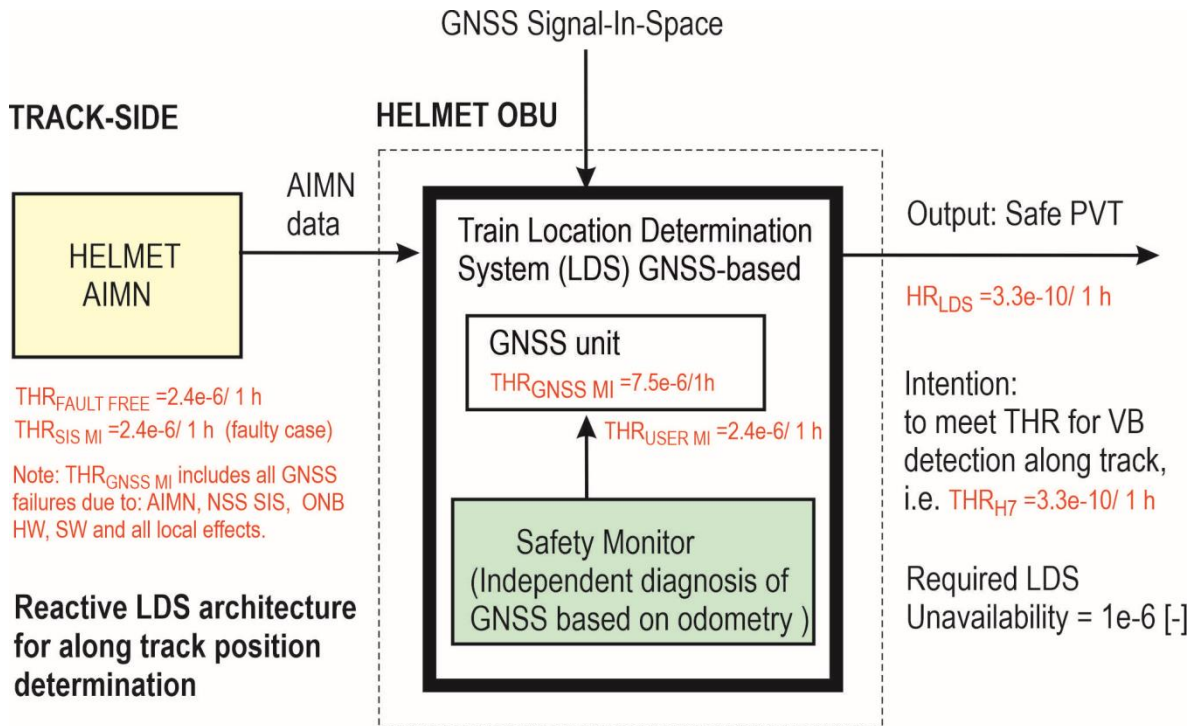 GNSS Signal-In-Space
TRACK-SIDE
HELMET OBU
AIMN
data
HELMET
AIMN
Train Location Determination
System (LDS) GNSS-based
GNSS unit
THRGNSS MI =7.5e-6/1h
THRUSER MI =2.4e-6/ 1 h
Safety Monitor
(Independent diagnosis of
GNSS based on odometry )
Output: Safe PVT
HRLDS =3.3e-10/ 1 h
Intention:
to meet THR for VB
detection along track,
i.e. THRH7 =3.3e-10/ 1 h
Required LDS
Unavailability = 1e-6 [-]
THRFAULT FREE =2.4e-6/ 1 h
THRSIS MI =2.4e-6/ 1 h (faulty case)
Note: THRGNSS MI includes all GNSS
failures due to: AIMN, NSS SIS, ONB
HW, SW and all local effects.
Reactive LDS architecture
for along track position
determination